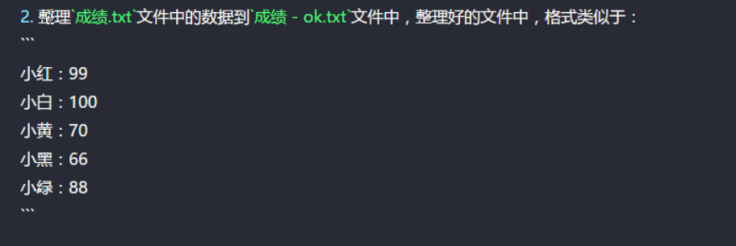 2. 整理`成绩.txt`文件中的数据到`成绩 - ok.txt`文件中，整理好的文件中，格式类似于：
```
小红：99
小白：100
小黄：70
小黑：66
小绿：88
```